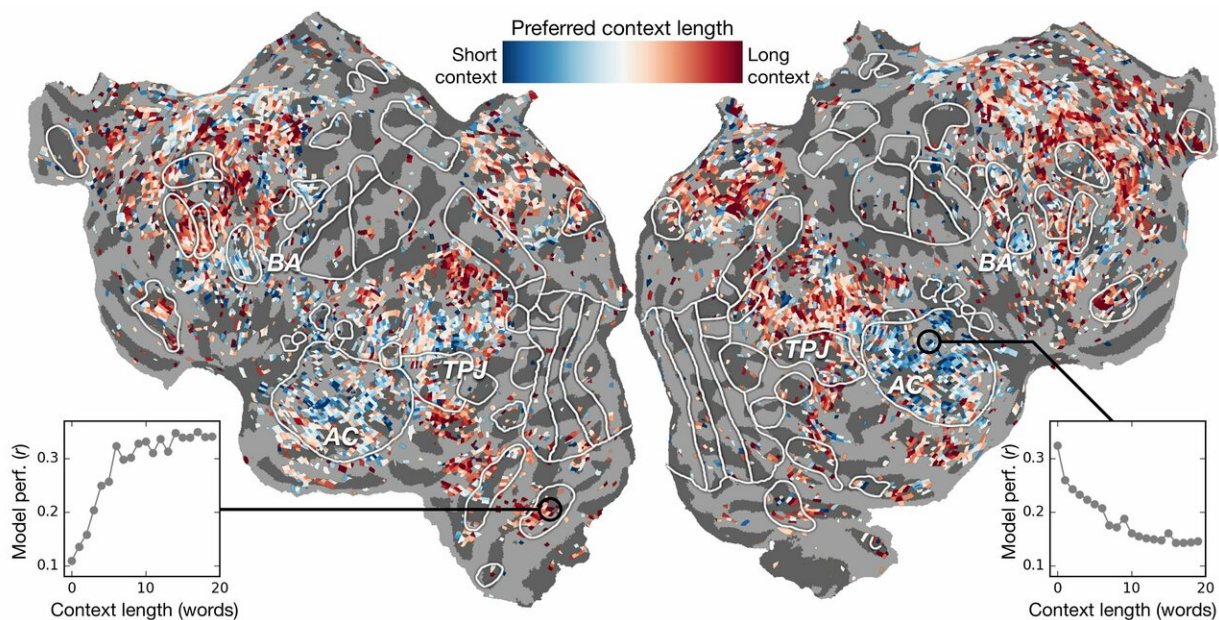 Preferred context length
Short context
Long context
BA
BA
TPJ
TPJ
AC
AC
Model perf. (r)
0.3
0.2
0.1
0
10
20
Context length (words)
Model perf. (r)
0.3
0.2
0.1
0
10
20
Context length (words)